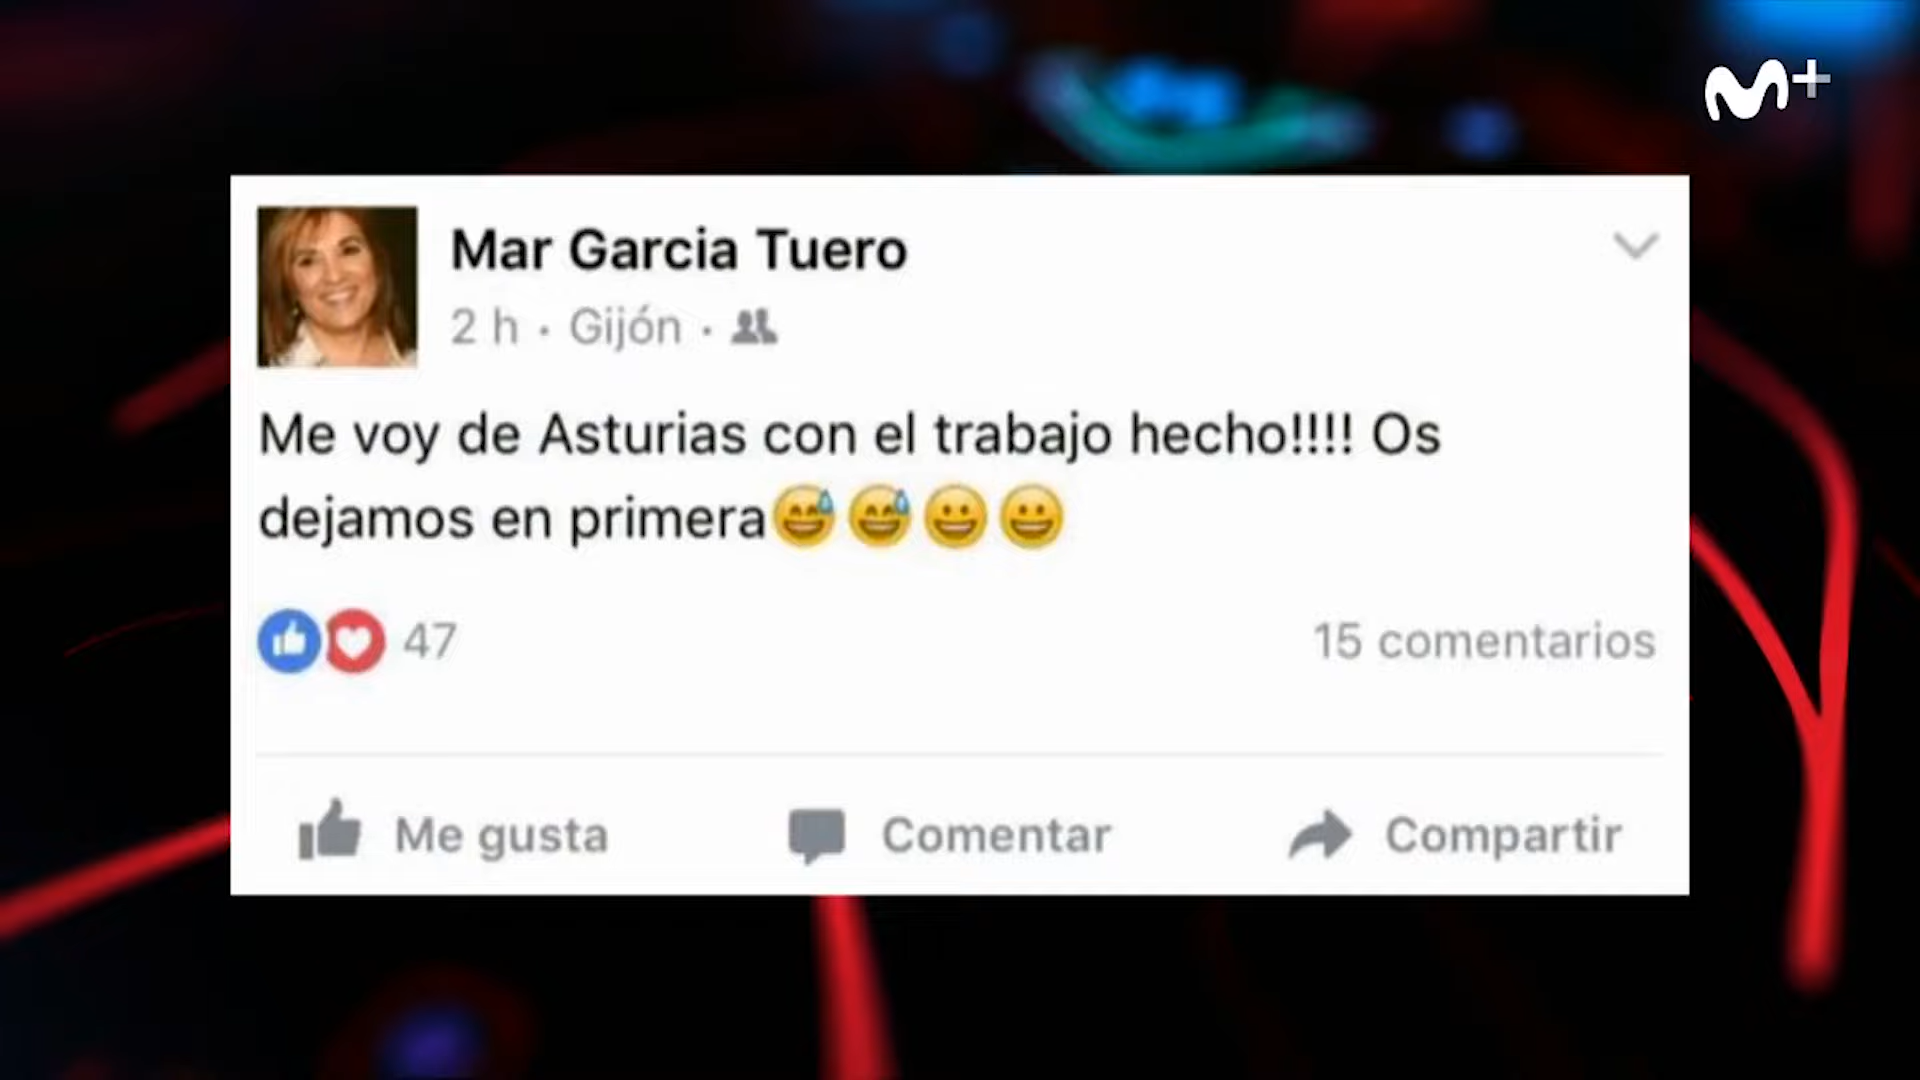 M+
Mar Garcia Tuero
2 h · Gijón ·
Me voy de Asturias con el trabajo hecho!!!! Os
dejamos en primera😅😅😀😀
47
15 comentarios
Me gusta
Comentar
Compartir